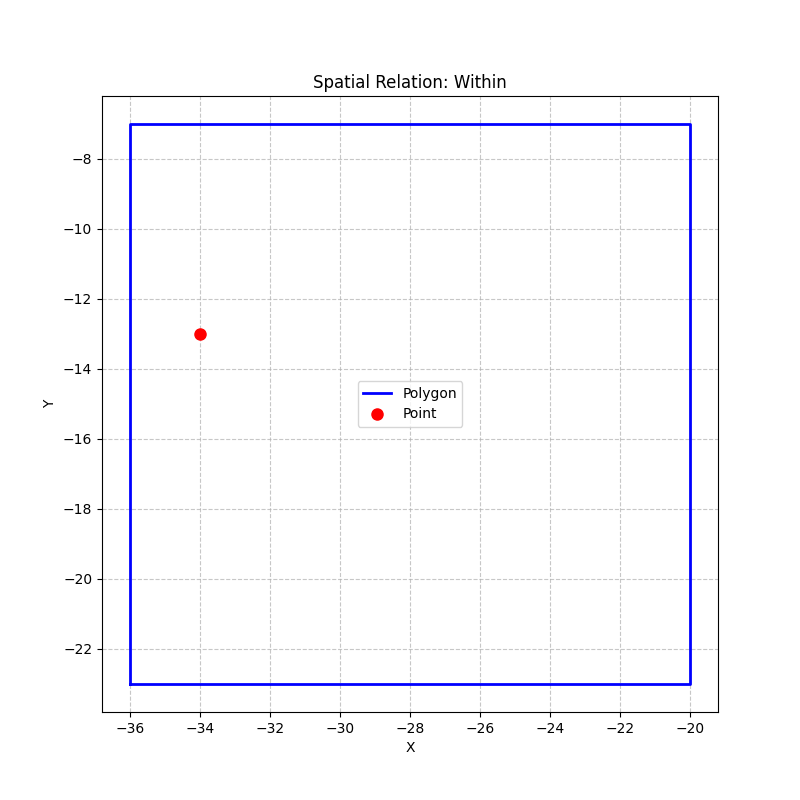 Spatial Relation: Within
−8
−10
−12
−14
−16
−18
−20
−22
Y
Polygon
Point
−36 −34 −32 −30 −28 −26 −24 −22 −20
X